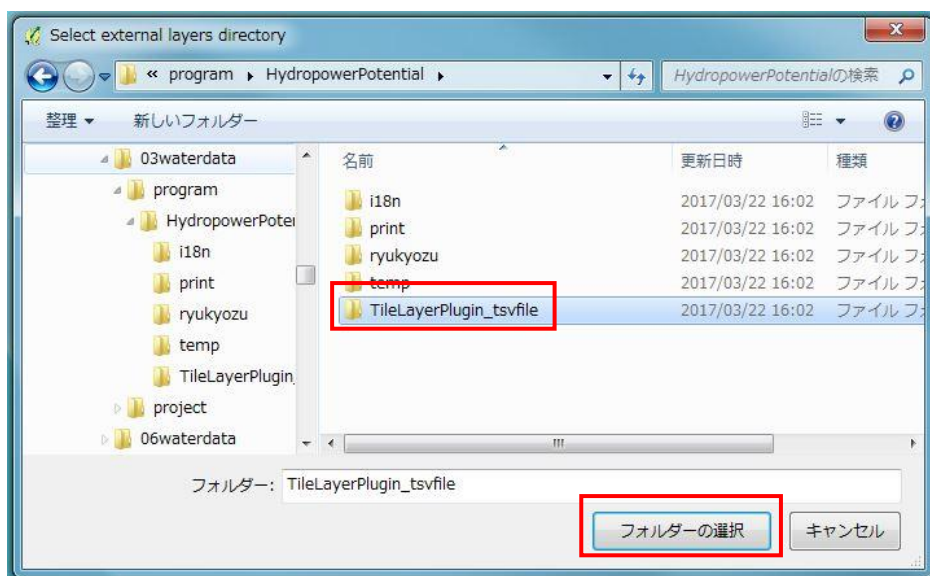 Select external layers directory
« program ▸ HydropowerPotential ▸
HydropowerPotentialの検索
整理 ▼ 新しいフォルダー
03waterdata
program
HydropowerPoter
i18n
print
ryukyozu
temp
TileLayerPlugin_
project
06waterdata
名前 更新日時 種類
i18n 2017/03/22 16:02 ファイル フ
print 2017/03/22 16:02 ファイル フ
ryukyozu 2017/03/22 16:02 ファイル フ
temp 2017/03/22 16:02 ファイル フ
TileLayerPlugin_tsvfile 2017/03/22 16:02 ファイル フ
フォルダー: TileLayerPlugin_tsvfile
フォルダーの選択 キャンセル